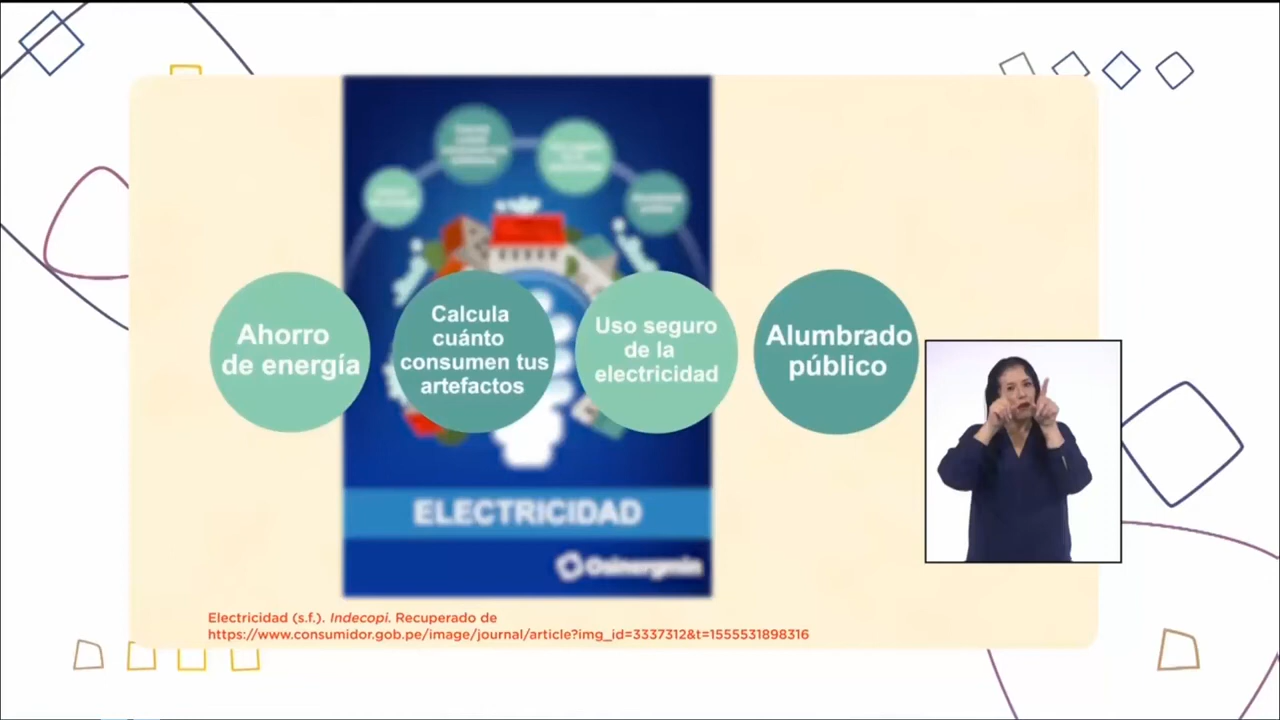 Ahorro
de energía
Calcula
cuánto
consumen tus
artefactos
Uso seguro
de la
electricidad
Alumbrado
público
ELECTRICIDAD
Osinergmin
Electricidad (s.f.). Indecopi. Recuperado de
https://www.consumidor.gob.pe/image/journal/article?img_id=3337312&t=1555531898316